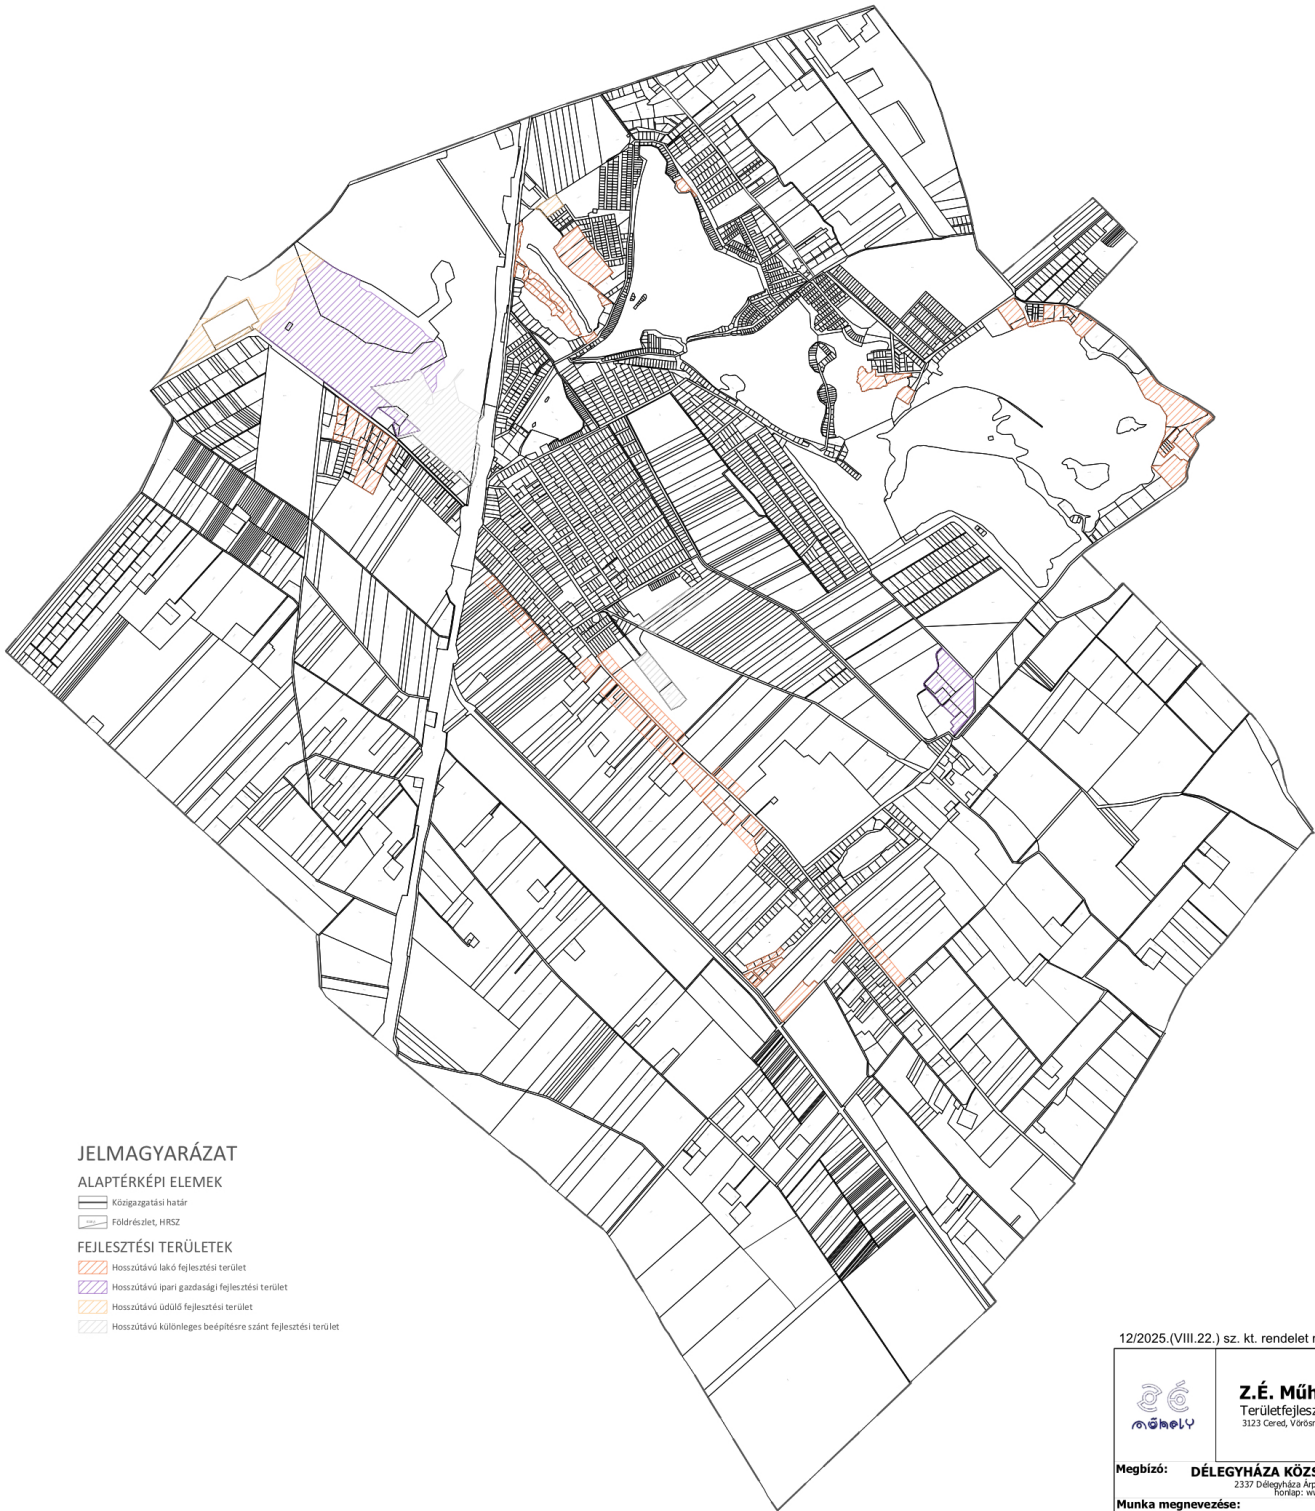 JELMAGYARÁZAT
ALAPTÉRKÉPI ELEMEK
Közigazgatási határ
Földrészlet, HRSZ
FEJLESZTÉSI TERÜLETEK
Hosszútávú lakó fejlesztési terület
Hosszútávú ipari gazdasági fejlesztési terület
Hosszútávú üdülő fejlesztési terület
Hosszútávú különleges beépítésre szánt fejlesztési terület
12/2025.(VIII.22.) sz. kt. rendelet
ZÉ
műhely
Z.É. Műh
Területfejlesz
3123 Cered, Vörösm
Megbízó: DÉLEGYHÁZA KÖZS
2337 Délegyháza Árp
honlap: w
Munka megnevezése: